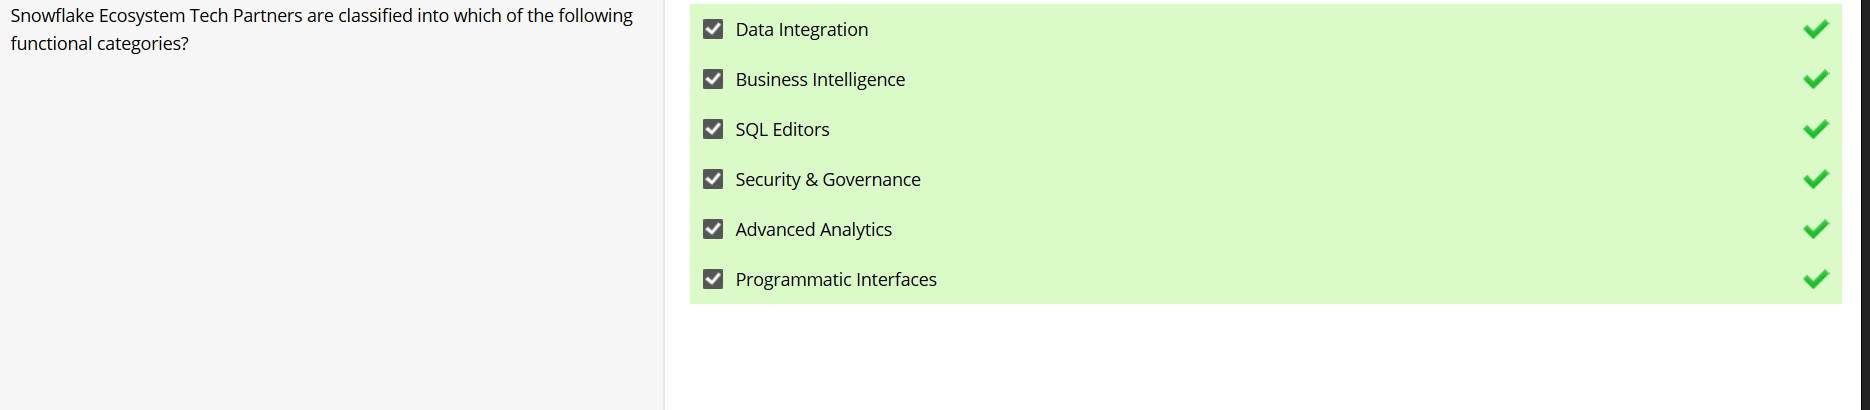 Snowflake Ecosystem Tech Partners are classified into which of the following
functional categories?
Data Integration
Business Intelligence
SQL Editors
Security & Governance
Advanced Analytics
Programmatic Interfaces